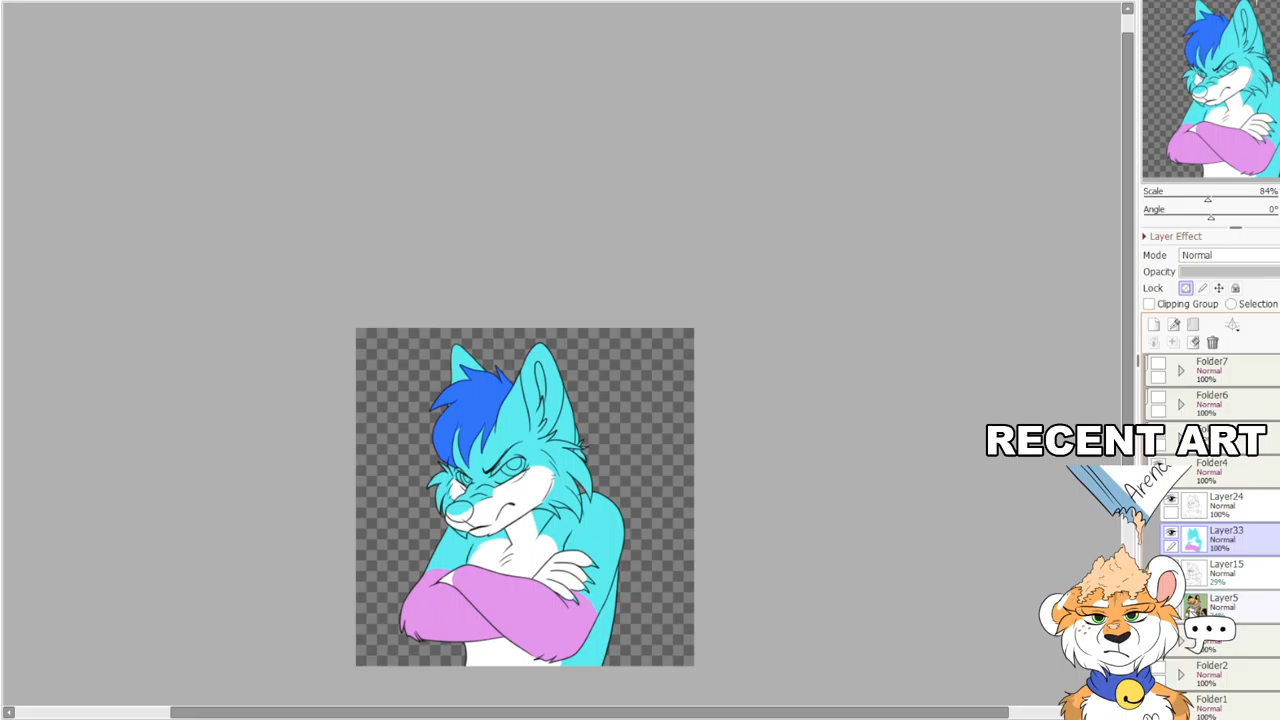 Scale 84%
Angle 0°
Layer Effect
Mode Normal
Opacity
Lock
Clipping Group Selection
Folder7
Normal
100%
Folder6
Normal
100%
RECENT ART
Folder4
Normal
100%
Arena
Layer24
Normal
100%
Layer33
Normal
100%
Layer15
Normal
29%
Layer5
Normal
Folder2
Normal
100%
Folder1
Normal